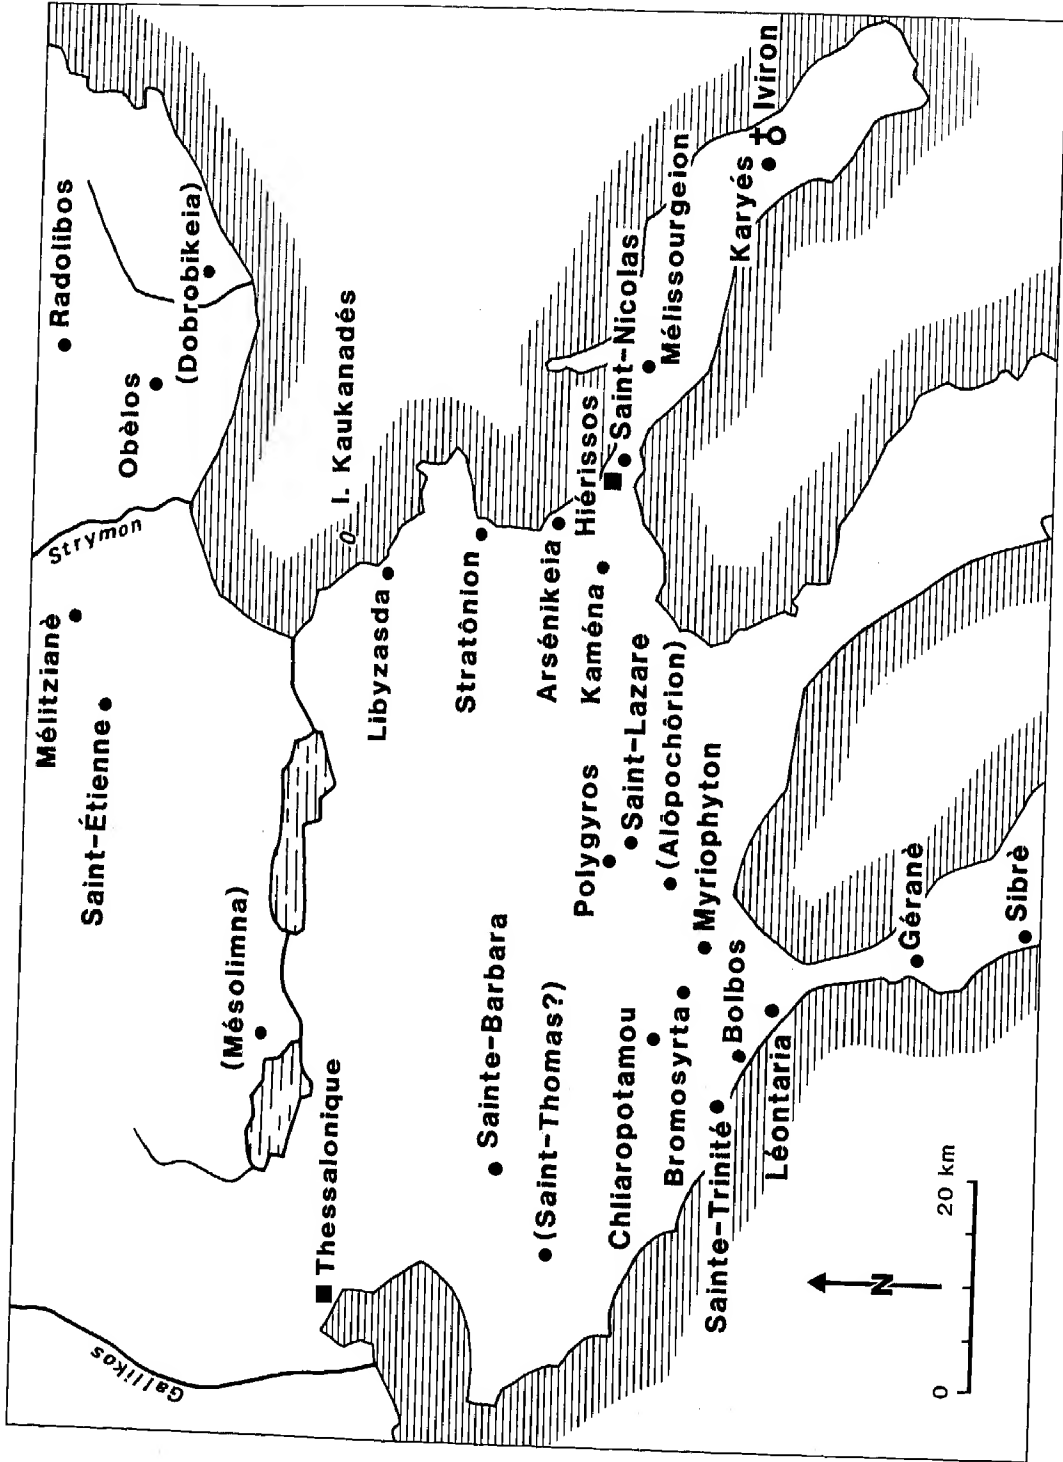 Radolibos
(Dobrobikeia)
Obèlos
Strymon
Mélitzianè
Saint-Étienne
(Mésolimna)
Thessalonique
Gallikos
I. Kaukanadés
Libyzasda
Stratônion
Arsénikeia
Hiérissos
Kaména
Saint-Nicolas
Mélissourgeion
Karyés
Iviron
Polygyros
Saint-Lazare
(Alôpochôrion)
Myriophyton
Sainte-Barbara
(Saint-Thomas?)
Chliaropotamou
Bromosyrta
Bolbos
Sainte-Trinité
Léontaria
Géranè
Sibrè
N
0 20 km